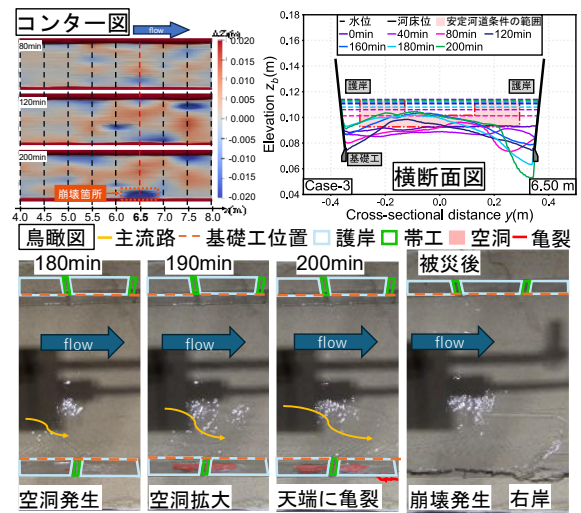 コンター図
flow
80min
120min
200min
崩壊箇所
0.020
0.015
0.010
0.005
0.000
-0.005
-0.010
-0.015
-0.020
4.0 4.5 5.0 5.5 6.0 6.5 7.0 7.5 8.0
水位 河床位 安定河道条件の範囲
0min 40min 80min 120min
160min 180min 200min
Elevation z_b(m)
0.18
0.16
0.14
0.12
0.10
0.08
0.06
0.04
護岸 護岸
基礎工
Case-3 横断面図 6.50 m
-0.4 -0.2 0.0 0.2 0.4
Cross-sectional distance y(m)
鳥瞰図 主流路 基礎工位置 護岸 帯工 空洞 亀裂
180min 190min 200min 被災後
flow flow flow flow
空洞発生 空洞拡大 天端に亀裂 崩壊発生 右岸